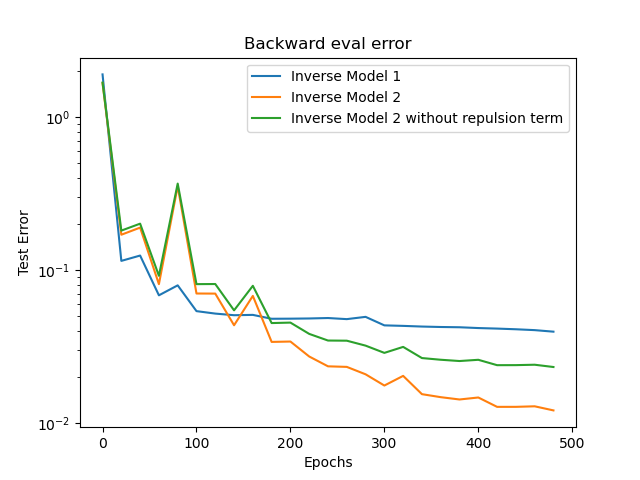 Backward eval error
Inverse Model 1
Inverse Model 2
Inverse Model 2 without repulsion term
Test Error
10⁰
10⁻¹
10⁻²
0 100 200 300 400 500
Epochs